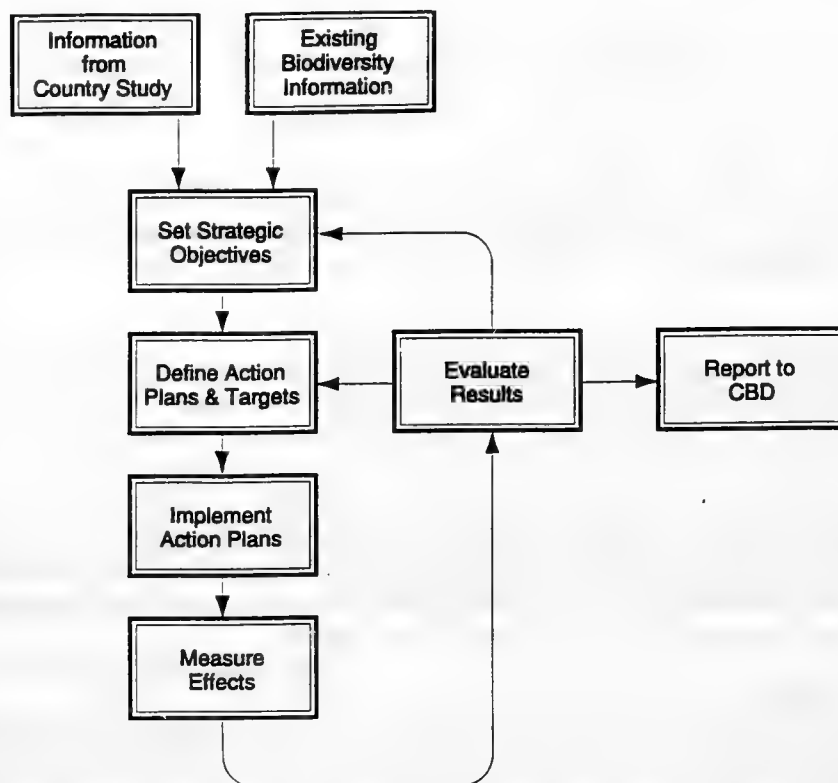 Information
from
Country Study
Existing
Biodiversity
Information
Set Strategic
Objectives
Define Action
Plans & Targets
Evaluate
Results
Report to
CBD
Implement
Action Plans
Measure
Effects